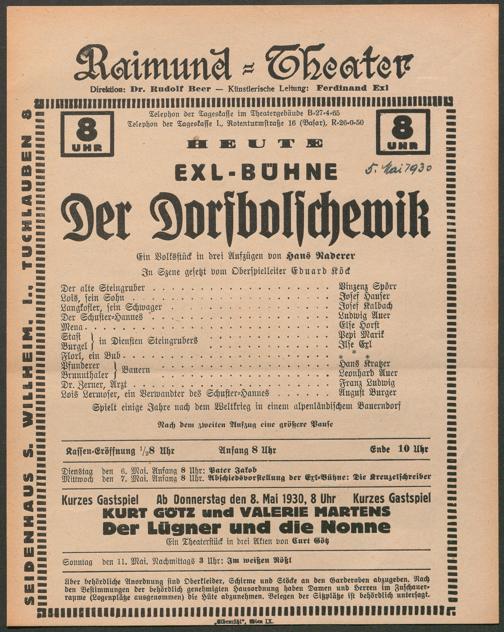 Raimund-Theater
Direktion: Dr. Rudolf Beer — Künstlerische Leitung: Ferdinand Exl
Telephon der Tageskasse im Theatergebäude B-27-4-65
Telephon der Tageskasse I., Rotenturmstraße 16 (Basar), R-26-0-50
8 UHR
8 UHR
HEUTE
EXL-BÜHNE
5. Mai 1930
Der Dorfbolschewik
Ein Volksstück in drei Aufzügen von Hans Naderer
In Szene gesetzt vom Oberspielleiter Eduard Köck
Der alte Steingruber . . . Vinzenz Spörr
Lois, sein Sohn . . . Josef Hauser
Langkofler, sein Schwager . . . Josef Kalbach
Der Schuster-Hannes . . . Ludwig Auer
Mena . . . Else Horst
Stasi } in Diensten Steingrubers . . . Pepi Marik
Burgel } . . . Ilse Exl
Florl, ein Bub . . . * * *
Pfunderer } Bauern . . . Hans Kratzer
Brunnthaler } . . . Leonhard Auer
Dr. Zerner, Arzt . . . Franz Ludwig
Lois Lermoser, ein Verwandter des Schuster-Hannes . . . August Burger
Spielt einige Jahre nach dem Weltkrieg in einem alpenländischem Bauerndorf
Nach dem zweiten Aufzug eine größere Pause
Kassen-Eröffnung ½8 Uhr Anfang 8 Uhr Ende 10 Uhr
Dienstag den 6. Mai. Anfang 8 Uhr: Pater Jakob
Mittwoch den 7. Mai. Anfang 8 Uhr: Abschiedsvorstellung der Exl-Bühne: Die Kreuzelschreiber
Kurzes Gastspiel Ab Donnerstag den 8. Mai 1930, 8 Uhr Kurzes Gastspiel
KURT GÖTZ und VALERIE MARTENS
Der Lügner und die Nonne
Ein Theaterstück in drei Akten von Curt Götz
Sonntag den 11. Mai. Nachmittags 3 Uhr: Im weißen Rößl
Über behördliche Anordnung sind Oberkleider, Schirme und Stöcke an den Garderoben abzugeben. Nach
den Bestimmungen der behördlich genehmigten Hausordnung haben Damen und Herren im Zuschauer-
raume (Logenplätze ausgenommen) die Hüte abzunehmen. Belegen der Sitzplätze ist behördlich untersagt.
„Elbemühl“, Wien IX.
SEIDENHAUS S. WILLHEIM, I., TUCHLAUBEN 8